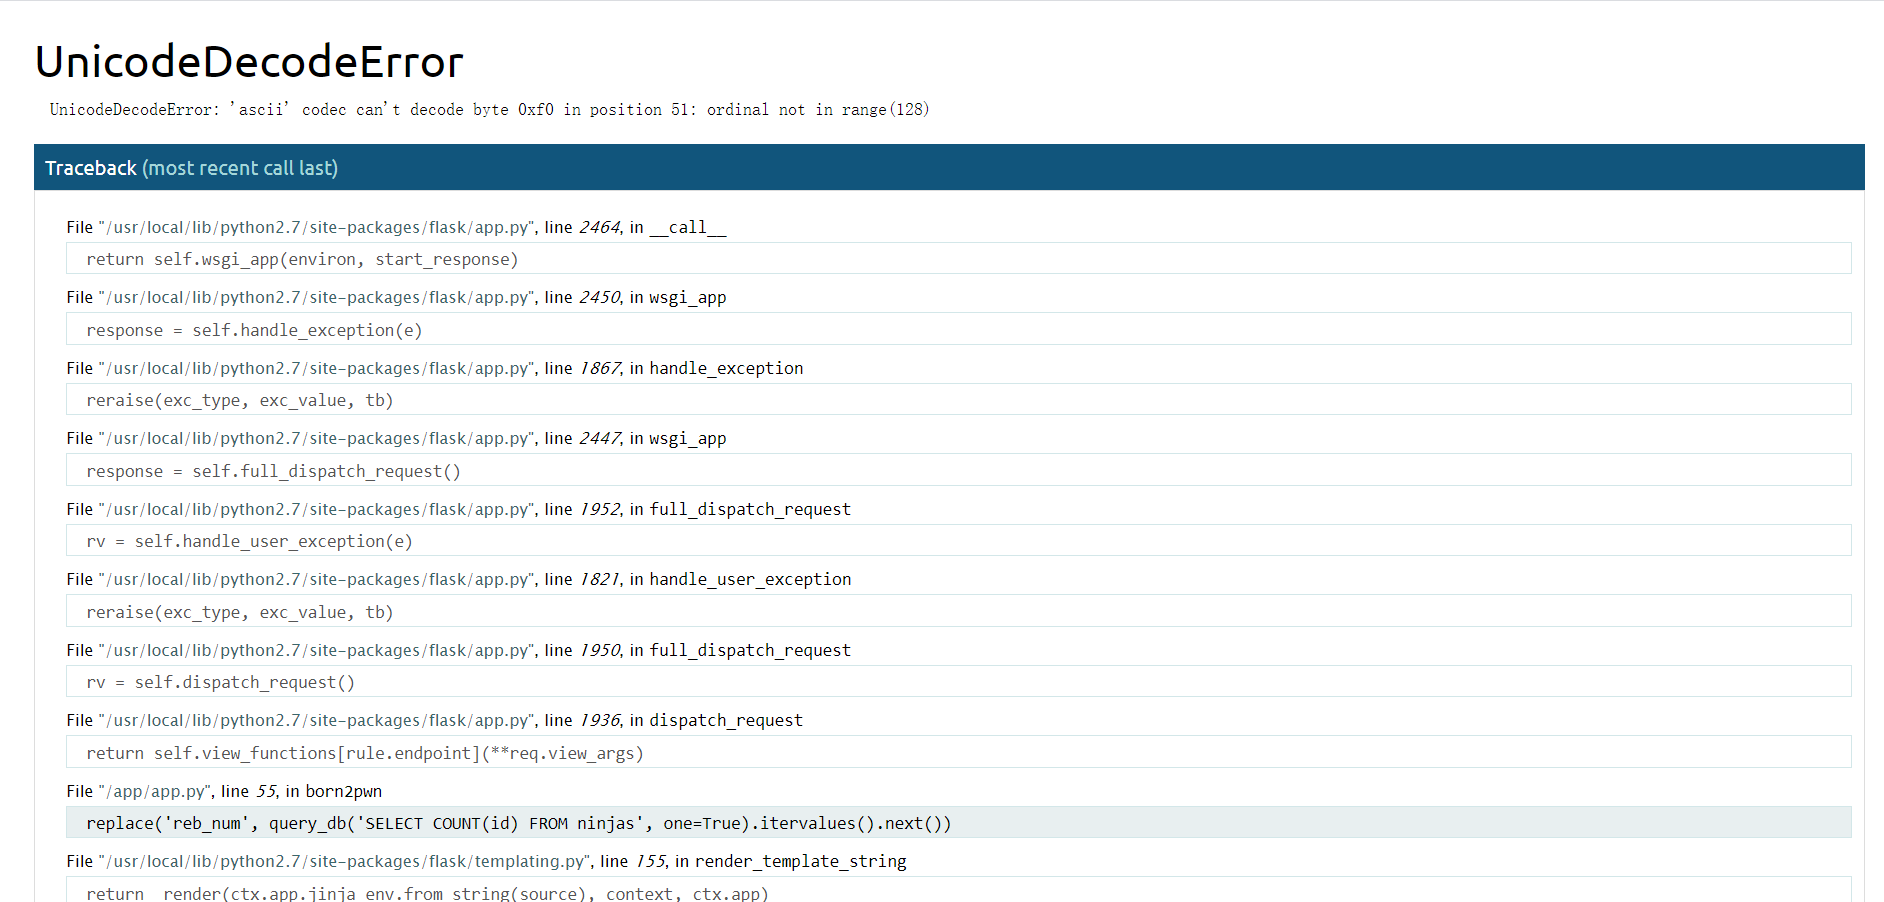 UnicodeDecodeError
UnicodeDecodeError: 'ascii' codec can't decode byte 0xf0 in position 51: ordinal not in range(128)
Traceback (most recent call last)
File "/usr/local/lib/python2.7/site-packages/flask/app.py", line 2464, in __call__
return self.wsgi_app(environ, start_response)
File "/usr/local/lib/python2.7/site-packages/flask/app.py", line 2450, in wsgi_app
response = self.handle_exception(e)
File "/usr/local/lib/python2.7/site-packages/flask/app.py", line 1867, in handle_exception
reraise(exc_type, exc_value, tb)
File "/usr/local/lib/python2.7/site-packages/flask/app.py", line 2447, in wsgi_app
response = self.full_dispatch_request()
File "/usr/local/lib/python2.7/site-packages/flask/app.py", line 1952, in full_dispatch_request
rv = self.handle_user_exception(e)
File "/usr/local/lib/python2.7/site-packages/flask/app.py", line 1821, in handle_user_exception
reraise(exc_type, exc_value, tb)
File "/usr/local/lib/python2.7/site-packages/flask/app.py", line 1950, in full_dispatch_request
rv = self.dispatch_request()
File "/usr/local/lib/python2.7/site-packages/flask/app.py", line 1936, in dispatch_request
return self.view_functions[rule.endpoint](**req.view_args)
File "/app/app.py", line 55, in born2pwn
replace('reb_num', query_db('SELECT COUNT(id) FROM ninjas', one=True).itervalues().next())
File "/usr/local/lib/python2.7/site-packages/flask/templating.py", line 155, in render_template_string
return _render(ctx.app.jinja_env.from_string(source), context, ctx.app)